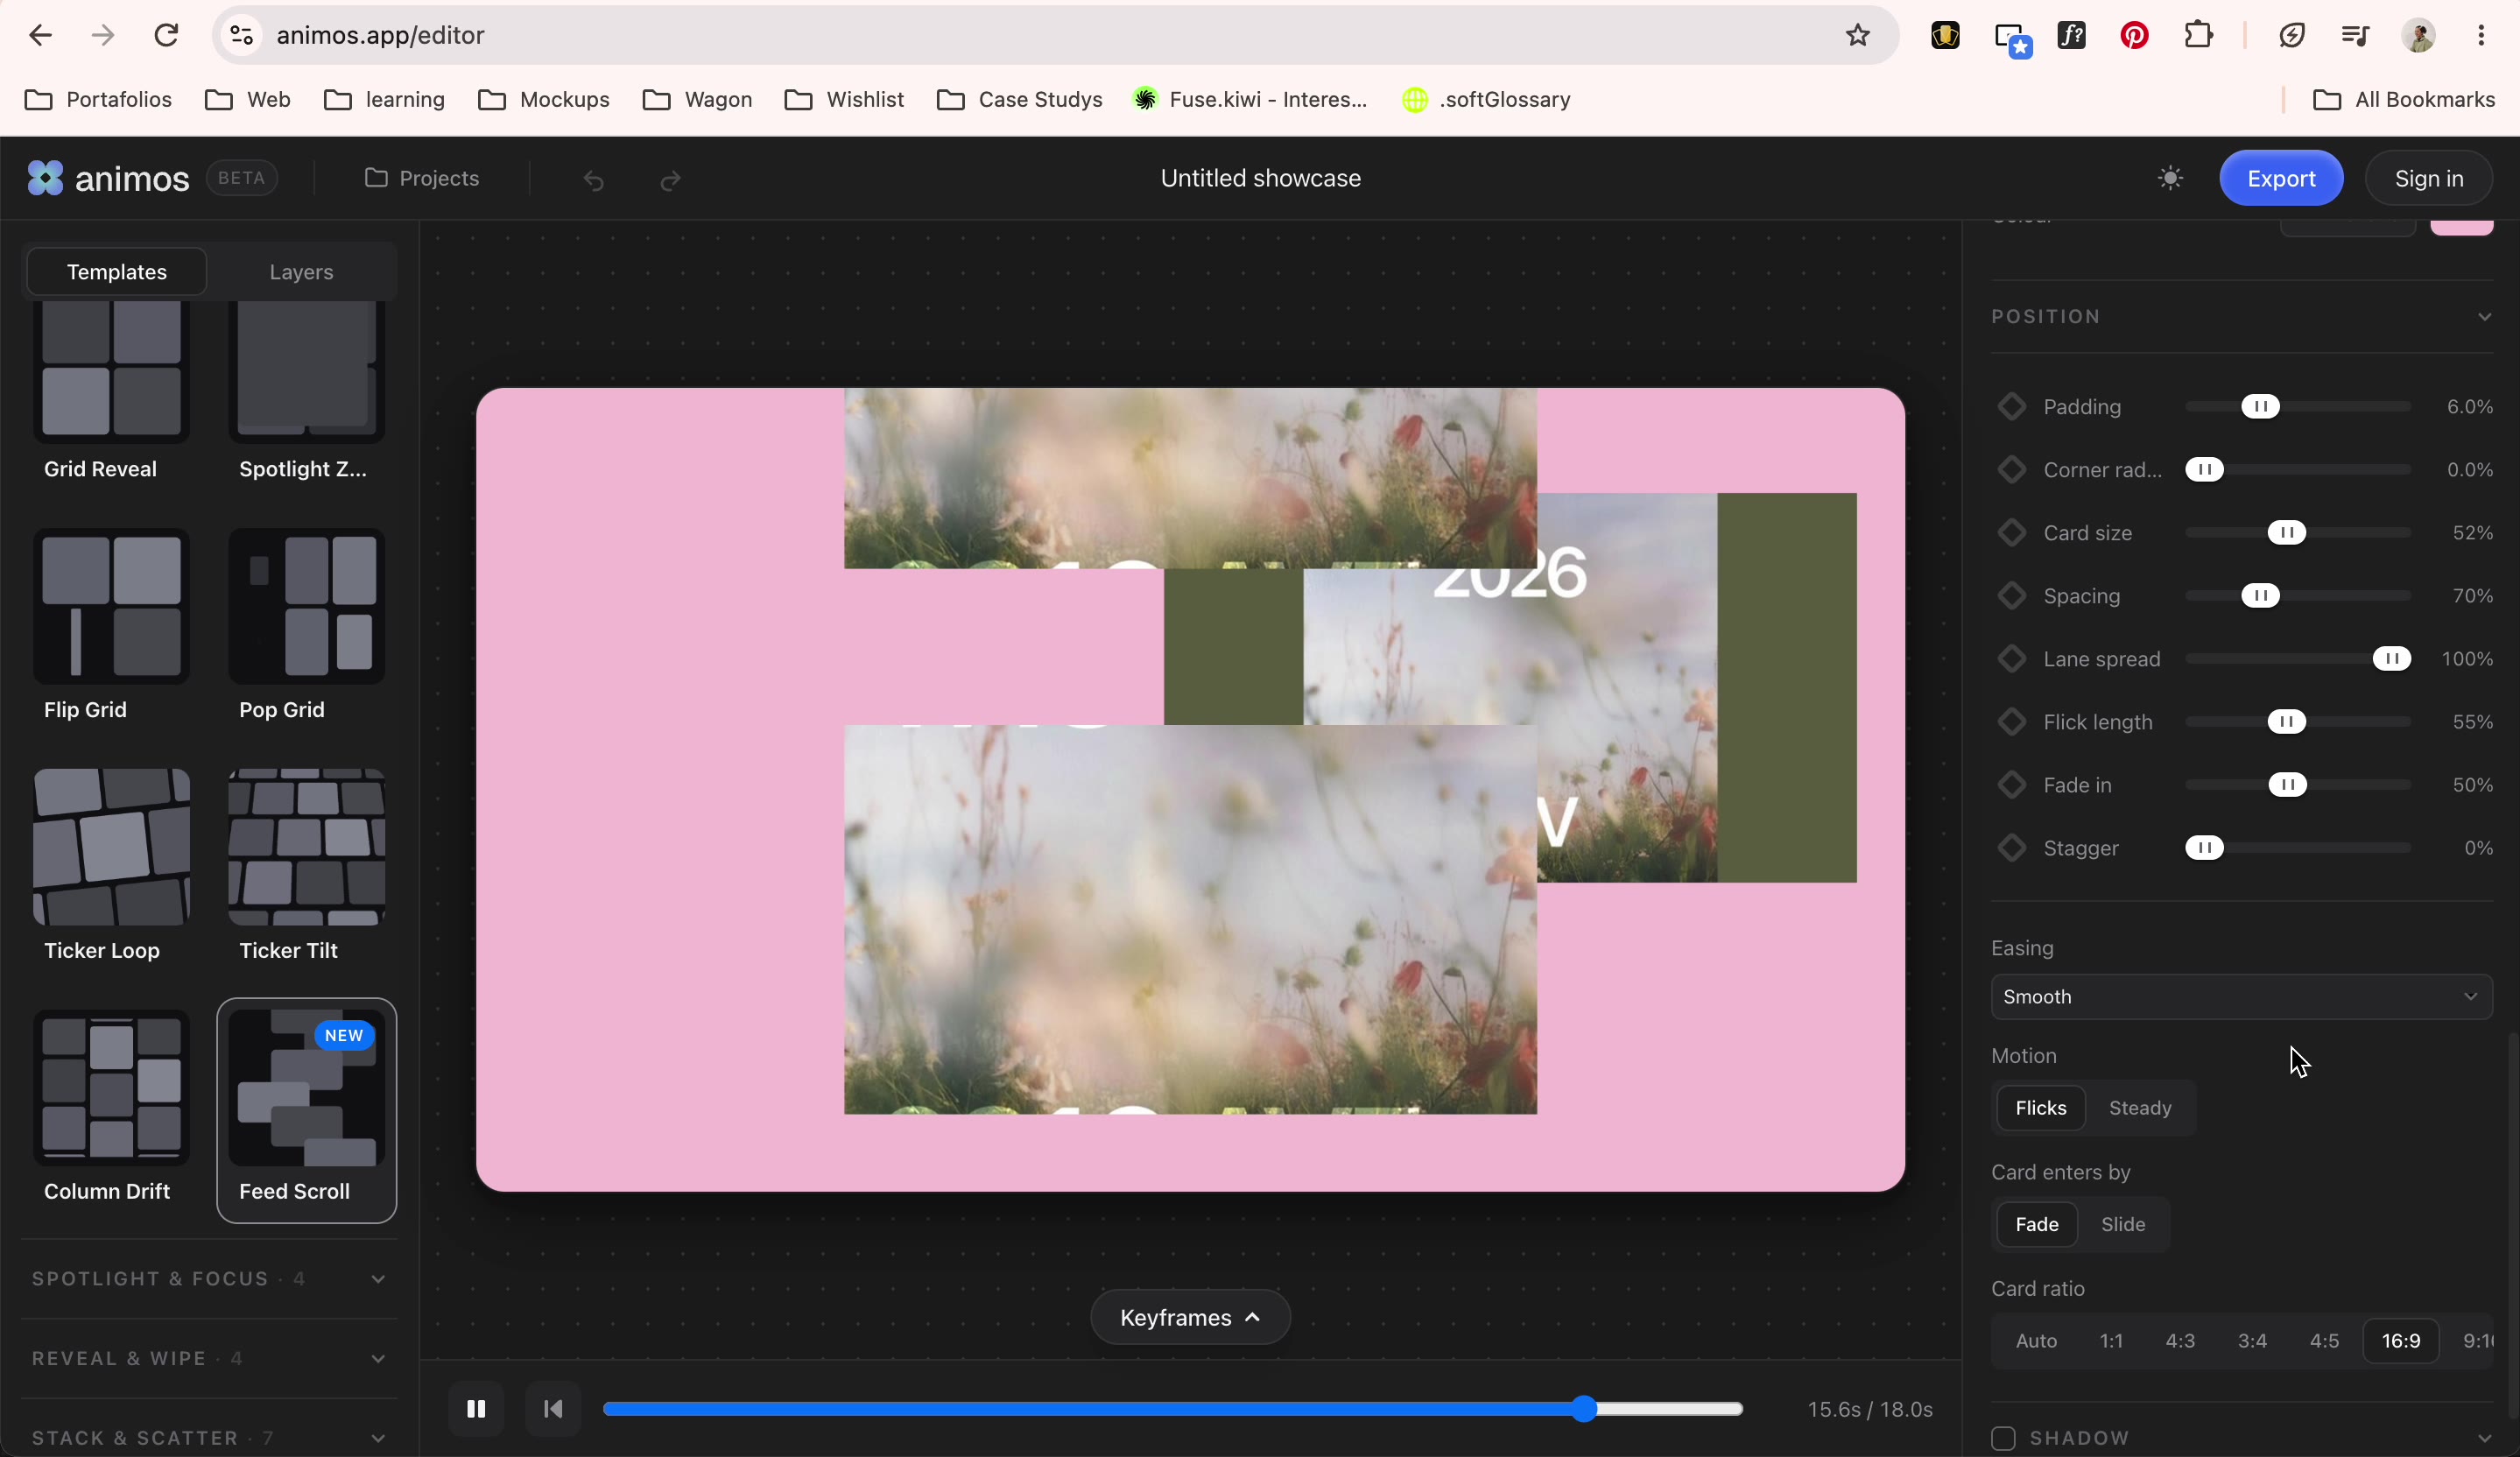 animos.app/editor
Portafolios
Web
learning
Mockups
Wagon
Wishlist
Case Studys
Fuse.kiwi - Interes...
.softGlossary
All Bookmarks
animos
BETA
Projects
Untitled showcase
Export
Sign in
Templates
Layers
Grid Reveal
Spotlight Z...
Flip Grid
Pop Grid
Ticker Loop
Ticker Tilt
NEW
Column Drift
Feed Scroll
SPOTLIGHT & FOCUS · 4
REVEAL & WIPE · 4
STACK & SCATTER · 7
2026
Keyframes
15.6s / 18.0s
POSITION
Padding 6.0%
Corner rad... 0.0%
Card size 52%
Spacing 70%
Lane spread 100%
Flick length 55%
Fade in 50%
Stagger 0%
Easing
Smooth
Motion
Flicks Steady
Card enters by
Fade Slide
Card ratio
Auto 1:1 4:3 3:4 4:5 16:9
SHADOW